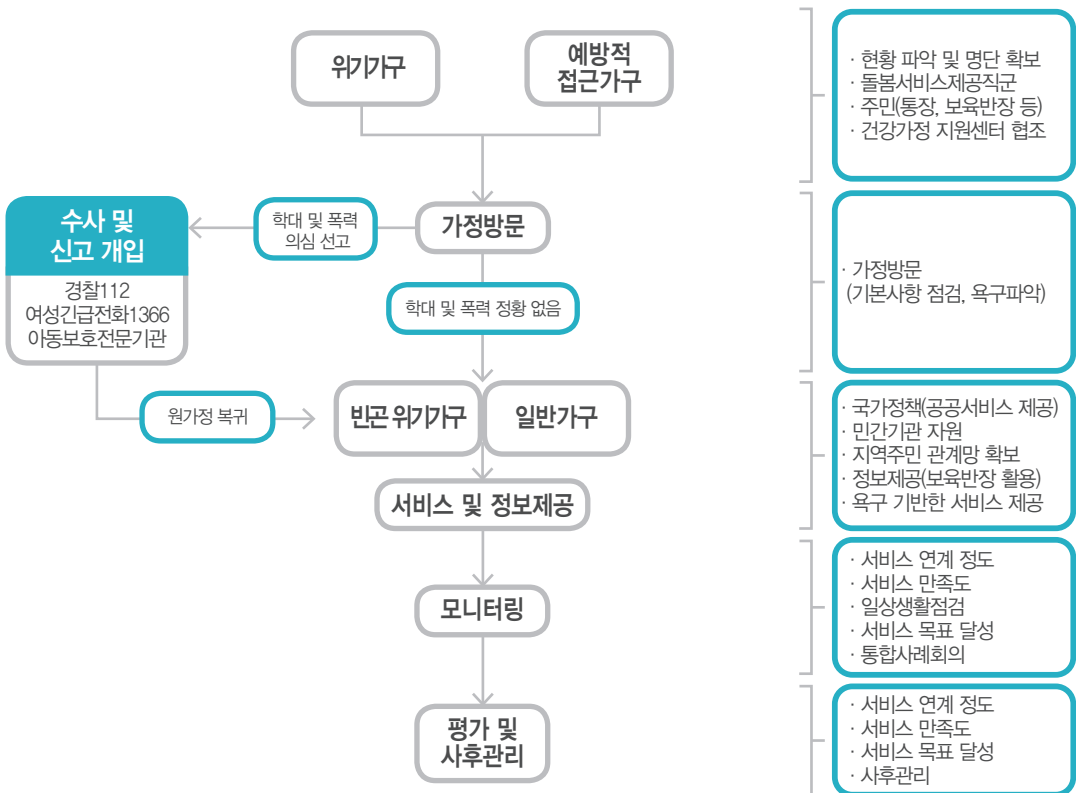 위기가구
예방적
접근가구
· 현황 파악 및 명단 확보
· 돌봄서비스제공직군
· 주민(통장, 보육반장 등)
· 건강가정 지원센터 협조
수사 및
신고 개입
경찰112
여성긴급전화1366
아동보호전문기관
학대 및 폭력
의심 선고
가정방문
학대 및 폭력 정황 없음
· 가정방문
(기본사항 점검, 욕구파악)
원가정 복귀
빈곤 위기가구
일반가구
서비스 및 정보제공
· 국가정책(공공서비스 제공)
· 민간기관 자원
· 지역주민 관계망 확보
· 정보제공(보육반장 활용)
· 욕구 기반한 서비스 제공
모니터링
· 서비스 연계 정도
· 서비스 만족도
· 일상생활점검
· 서비스 목표 달성
· 통합사례회의
평가 및
사후관리
· 서비스 연계 정도
· 서비스 만족도
· 서비스 목표 달성
· 사후관리